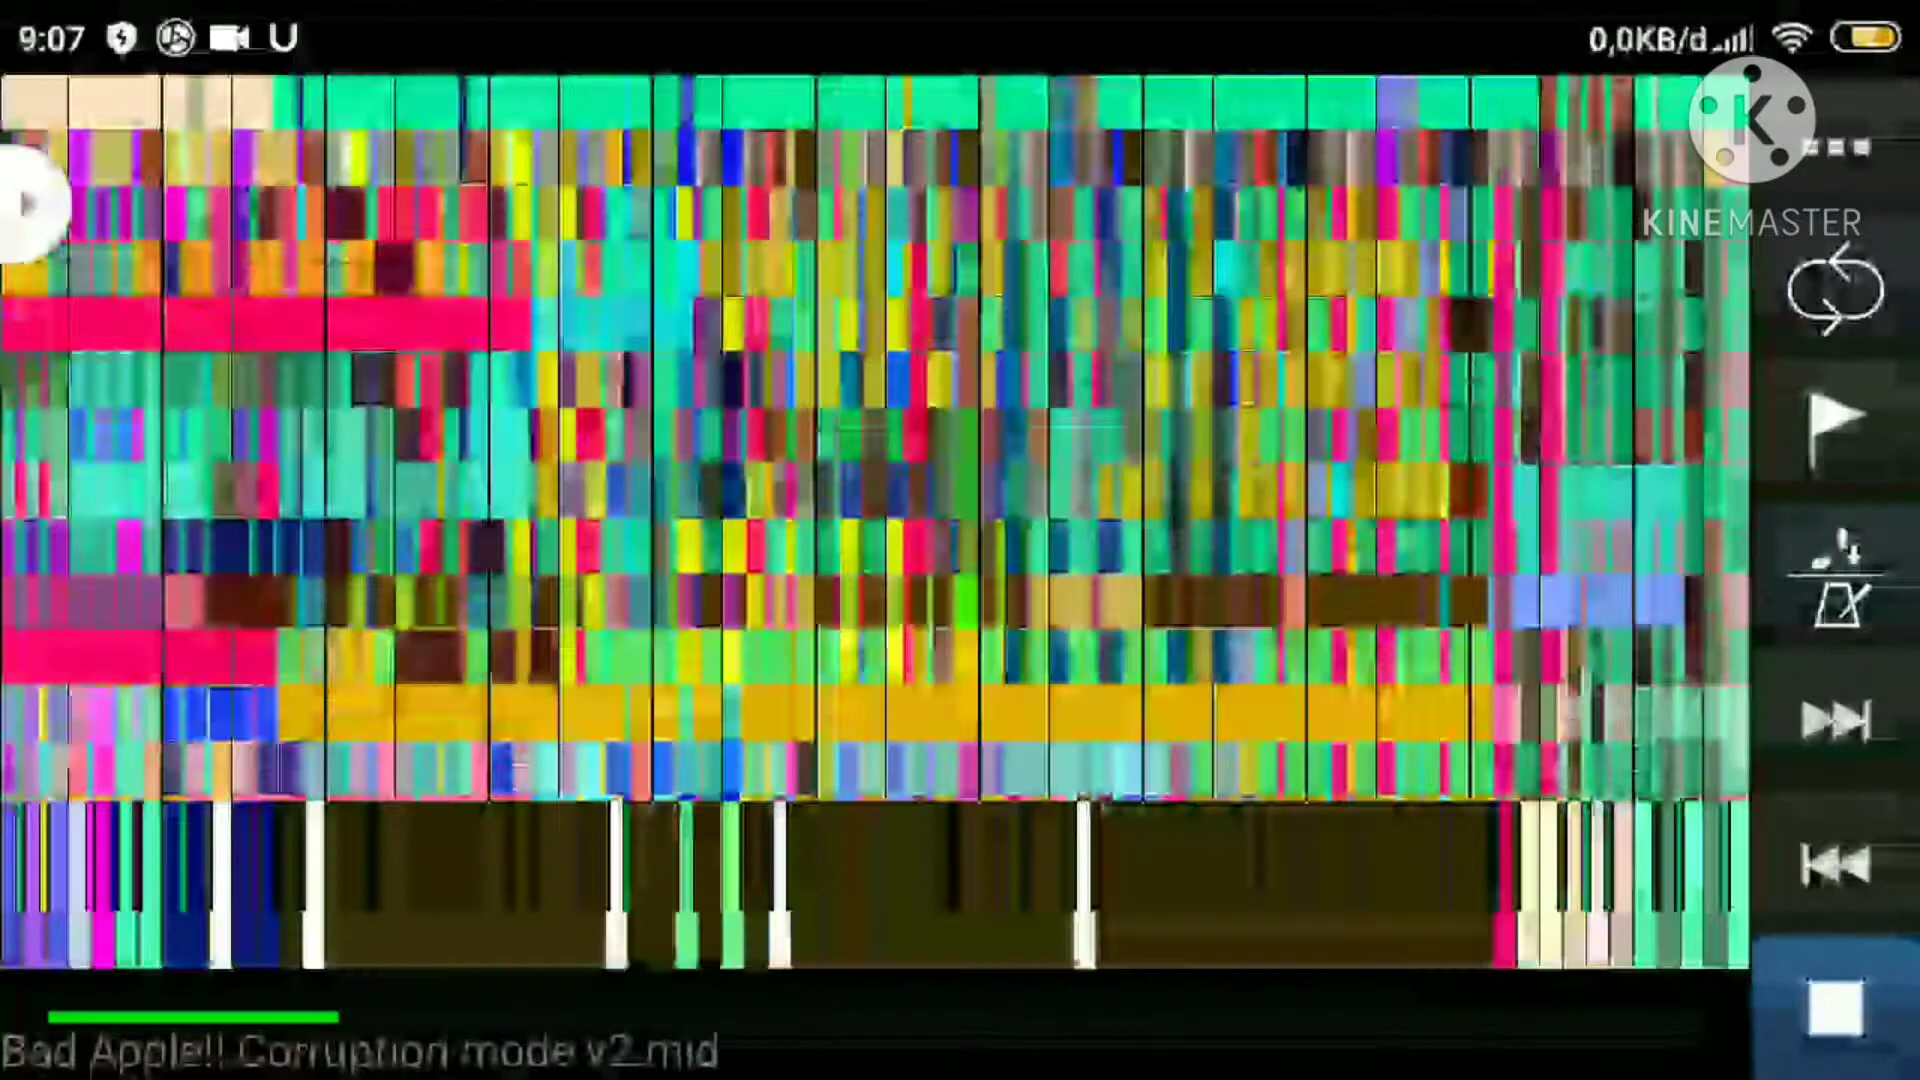 9:07 U 0,0KB/d
K
KINEMASTER
Bad Apple!! Corruption mode v2.mid